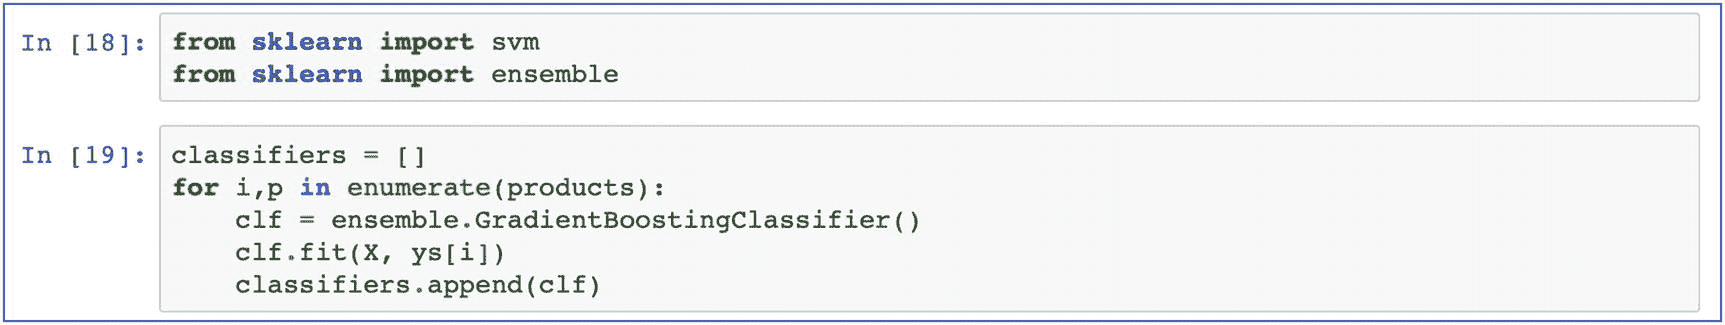 In [18]: from sklearn import svm
from sklearn import ensemble
In [19]: classifiers = []
for i,p in enumerate(products):
    clf = ensemble.GradientBoostingClassifier()
    clf.fit(X, ys[i])
    classifiers.append(clf)